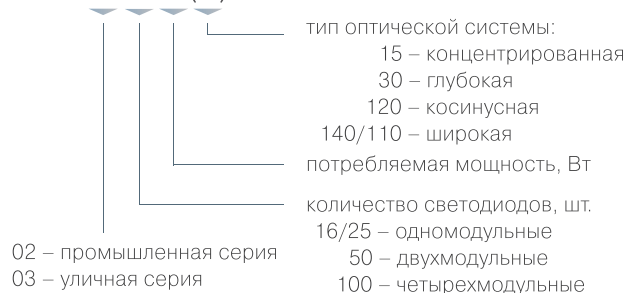 тип оптической системы:
15 – концентрированная
30 – глубокая
120 – косинусная
140/110 – широкая
потребляемая мощность, Вт
количество светодиодов, шт.
16/25 – одномодульные
50 – двухмодульные
100 – четырехмодульные
02 – промышленная серия
03 – уличная серия